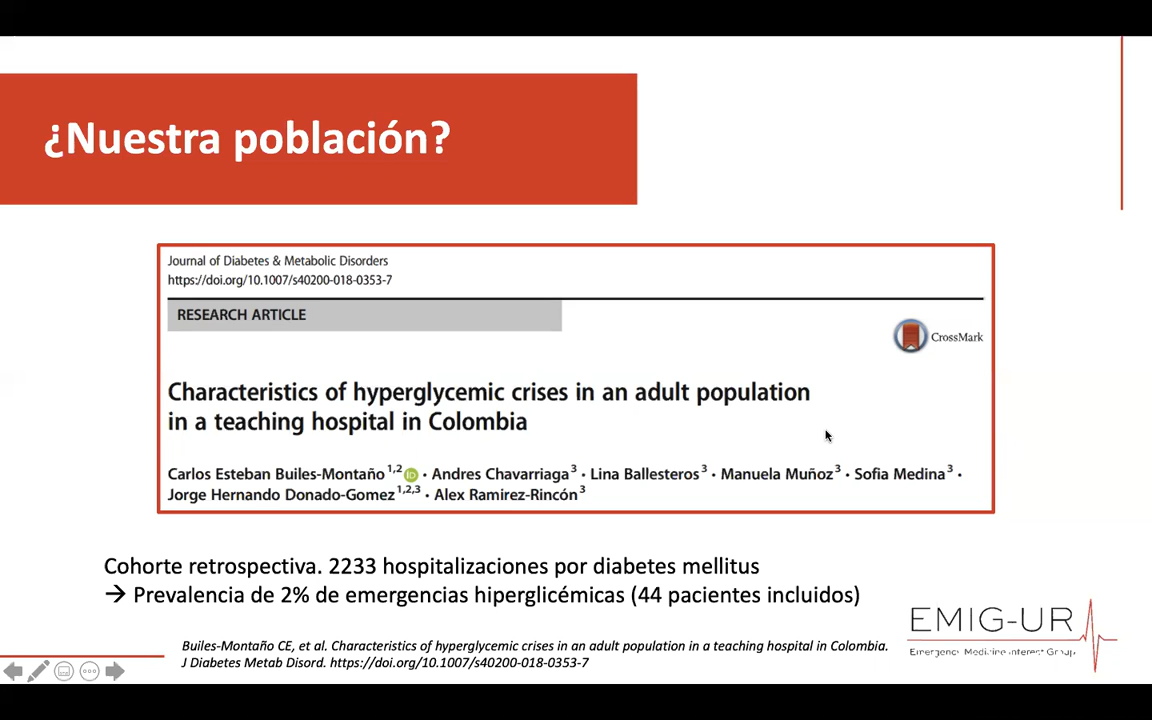 ¿Nuestra población?
Journal of Diabetes & Metabolic Disorders
https://doi.org/10.1007/s40200-018-0353-7
RESEARCH ARTICLE
CrossMark
Characteristics of hyperglycemic crises in an adult population
in a teaching hospital in Colombia
Carlos Esteban Builes-Montaño 1,2 iD · Andres Chavarriaga 3 · Lina Ballesteros 3 · Manuela Muñoz 3 · Sofia Medina 3 ·
Jorge Hernando Donado-Gomez 1,2,3 · Alex Ramirez-Rincón 3
Cohorte retrospectiva. 2233 hospitalizaciones por diabetes mellitus
→ Prevalencia de 2% de emergencias hiperglicémicas (44 pacientes incluidos)
Builes-Montaño CE, et al. Characteristics of hyperglycemic crises in an adult population in a teaching hospital in Colombia.
J Diabetes Metab Disord. https://doi.org/10.1007/s40200-018-0353-7
EMIG-UR
Emergency Medicine Interest Group